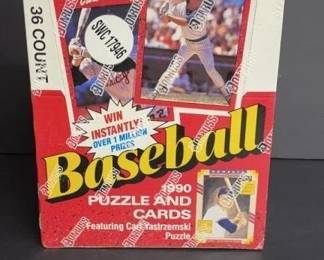 36 COUNT
SWC 17946
WIN
INSTANTLY!
OVER 1 MILLION
PRIZES
Baseball
1990
PUZZLE AND
CARDS
Featuring Carl Yastrzemski
Puzzle